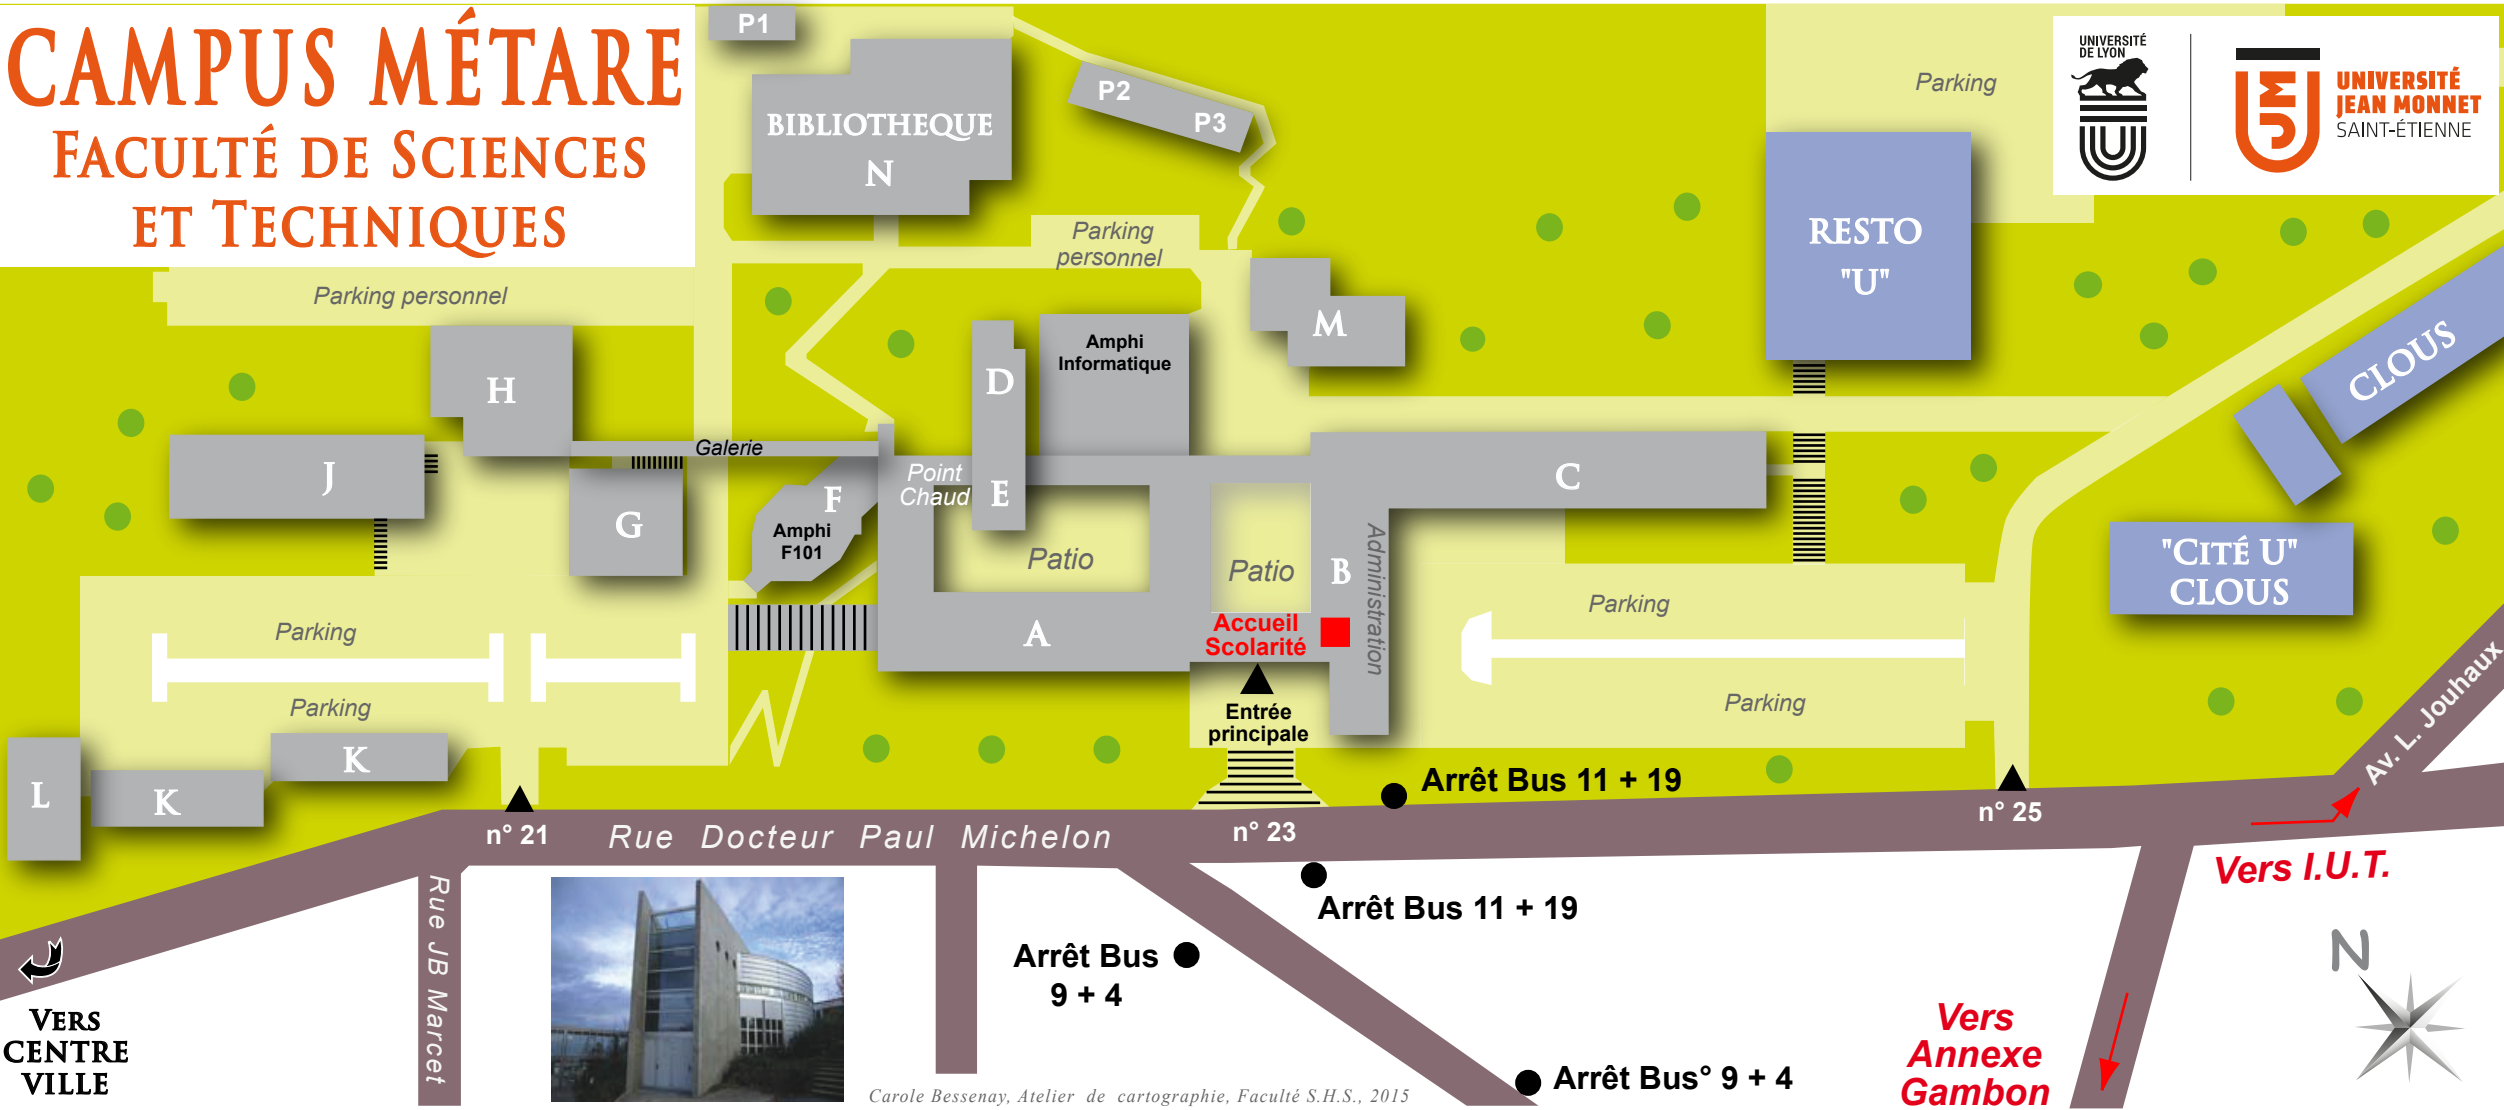 CAMPUS MÉTARE
FACULTÉ DE SCIENCES
ET TECHNIQUES
P1
BIBLIOTHEQUE
N
P2
P3
Parking
UNIVERSITÉ
DE LYON
UJM
UNIVERSITÉ
JEAN MONNET
SAINT-ÉTIENNE
RESTO
"U"
Parking
personnel
Parking personnel
M
Amphi
Informatique
D
H
CLOUS
Galerie
J
Point
Chaud
E
F
C
G
Amphi
F101
Patio
Patio
B
Administration
"CITÉ U"
CLOUS
Parking
Parking
A
Accueil
Scolarité
Parking
Parking
Entrée
principale
K
K
L
Av. L. Jouhaux
Arrêt Bus 11 + 19
n° 21
Rue Docteur Paul Michelon
n° 23
n° 25
Vers I.U.T.
Rue JB Marcet
Arrêt Bus 11 + 19
Arrêt Bus
9 + 4
N
VERS
CENTRE
VILLE
Vers
Annexe
Gambon
Arrêt Bus° 9 + 4
Carole Bessenay, Atelier de cartographie, Faculté S.H.S., 2015